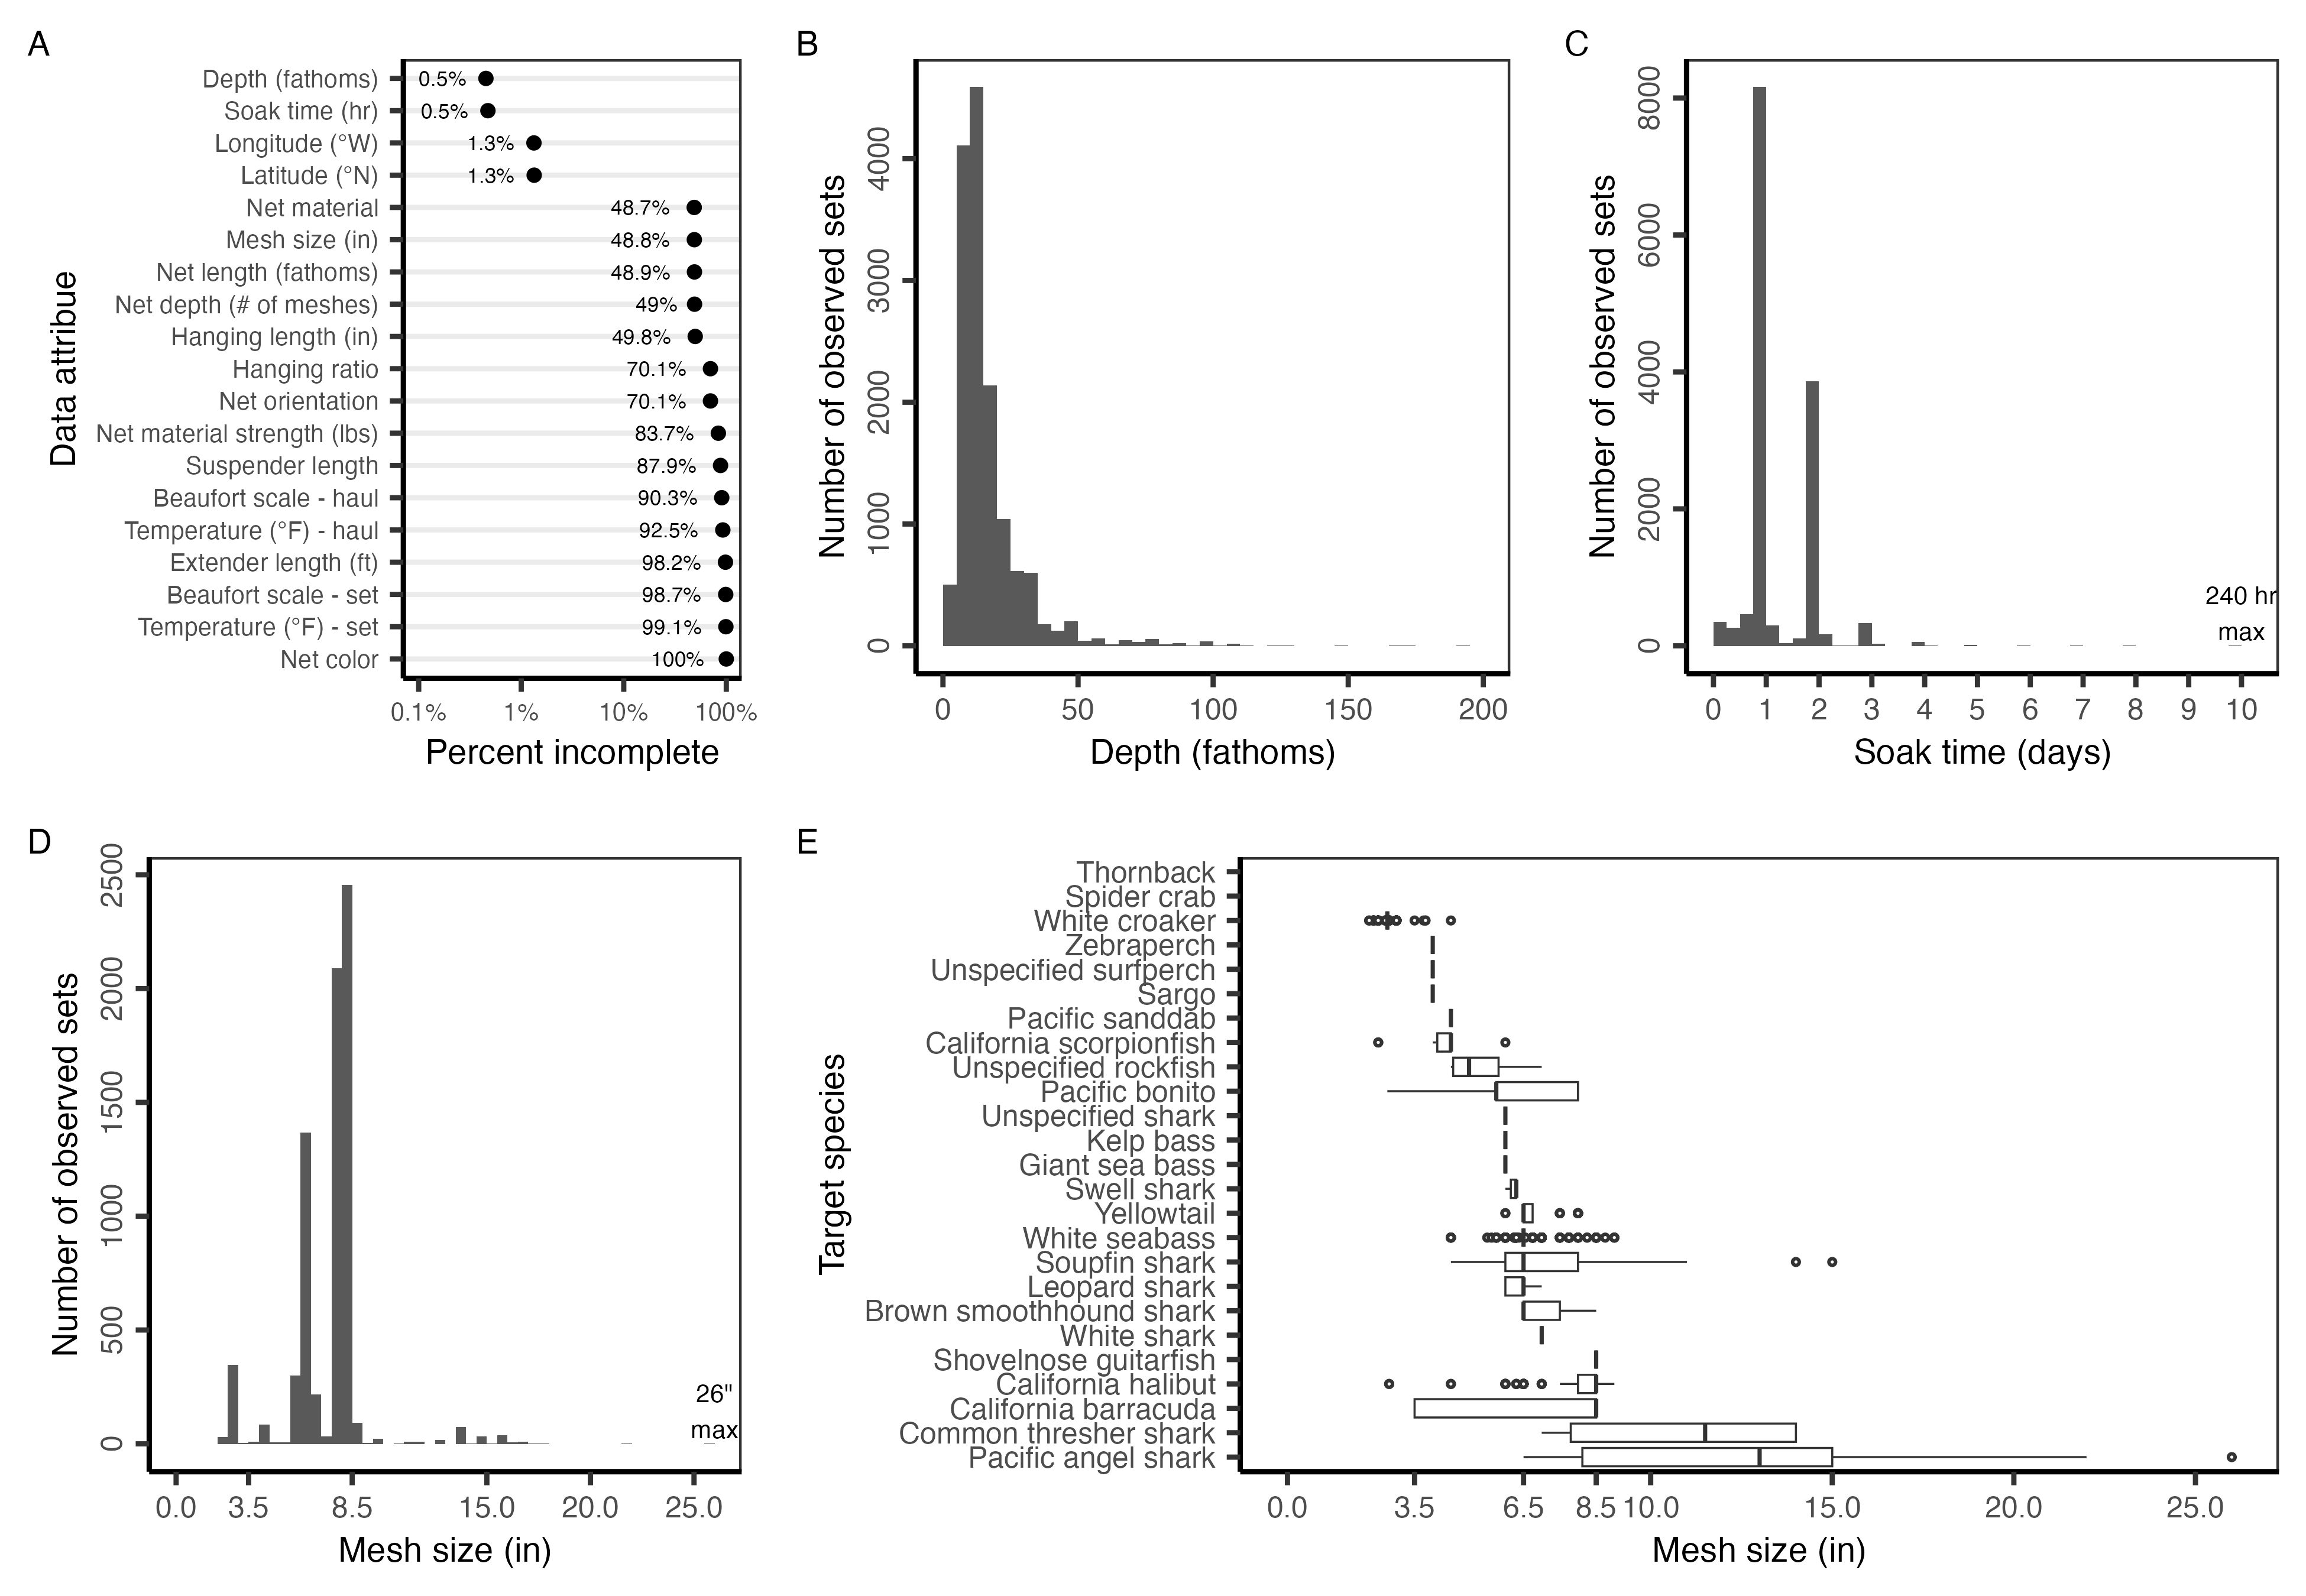 A
Depth (fathoms)
Soak time (hr)
Longitude (°W)
Latitude (°N)
Net material
Mesh size (in)
Net length (fathoms)
Net depth (# of meshes)
Hanging length (in)
Hanging ratio
Net orientation
Net material strength (lbs)
Suspender length
Beaufort scale - haul
Temperature (°F) - haul
Extender length (ft)
Beaufort scale - set
Temperature (°F) - set
Net color
0.5%
0.5%
1.3%
1.3%
48.7%
48.8%
48.9%
49%
49.8%
70.1%
70.1%
83.7%
87.9%
90.3%
92.5%
98.2%
98.7%
99.1%
100%
0.1% 1% 10% 100%
Percent incomplete
Data attribue
B
Number of observed sets
4000
3000
2000
1000
0
0 50 100 150 200
Depth (fathoms)
C
Number of observed sets
8000
6000
4000
2000
0
240 hr
max
0 1 2 3 4 5 6 7 8 9 10
Soak time (days)
D
Number of observed sets
2500
2000
1500
1000
500
0
26"
max
0.0 3.5 8.5 15.0 20.0 25.0
Mesh size (in)
E
Target species
Thornback
Spider crab
White croaker
Zebraperch
Unspecified surfperch
Sargo
Pacific sanddab
California scorpionfish
Unspecified rockfish
Pacific bonito
Unspecified shark
Kelp bass
Giant sea bass
Swell shark
Yellowtail
White seabass
Soupfin shark
Leopard shark
Brown smoothhound shark
White shark
Shovelnose guitarfish
California halibut
California barracuda
Common thresher shark
Pacific angel shark
0.0 3.5 6.5 8.5 10.0 15.0 20.0 25.0
Mesh size (in)